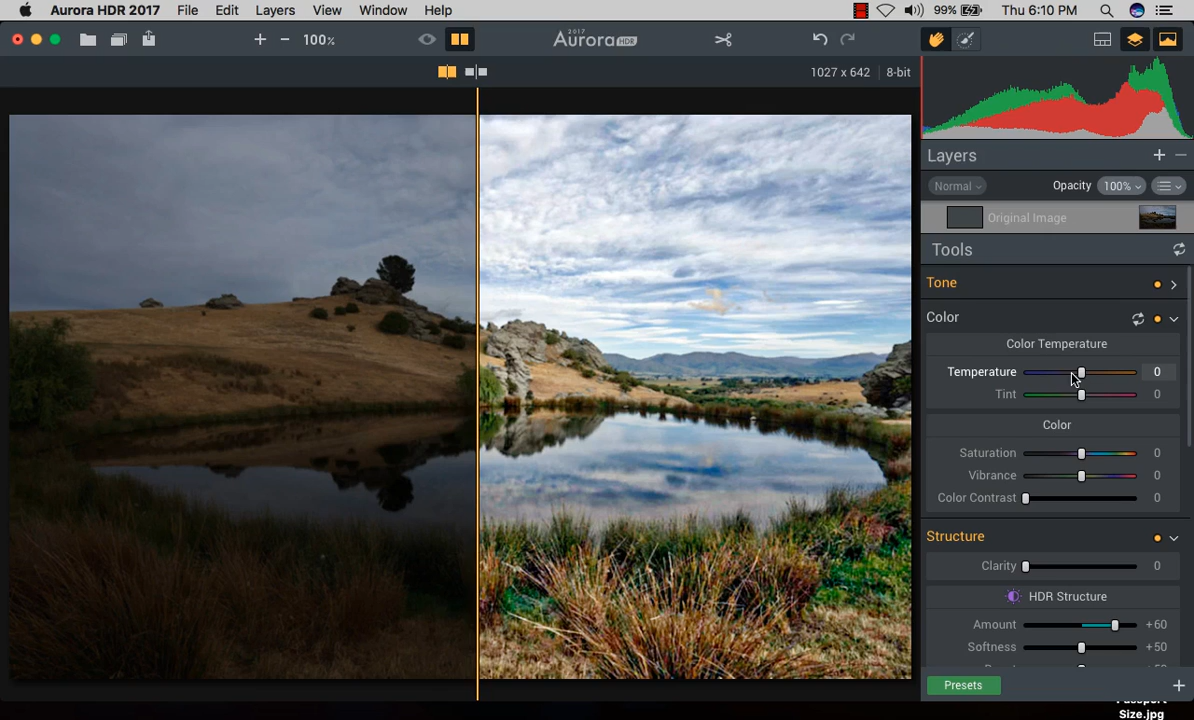 Aurora HDR 2017 File Edit Layers View Window Help 99% Thu 6:10 PM
100% 2017 Aurora HDR
1027 x 642 8-bit
Layers
Normal Opacity 100%
Original Image
Tools
Tone
Color
Color Temperature
Temperature 0
Tint 0
Color
Saturation 0
Vibrance 0
Color Contrast 0
Structure
Clarity 0
HDR Structure
Amount +60
Softness +50
Presets
Size.jpg